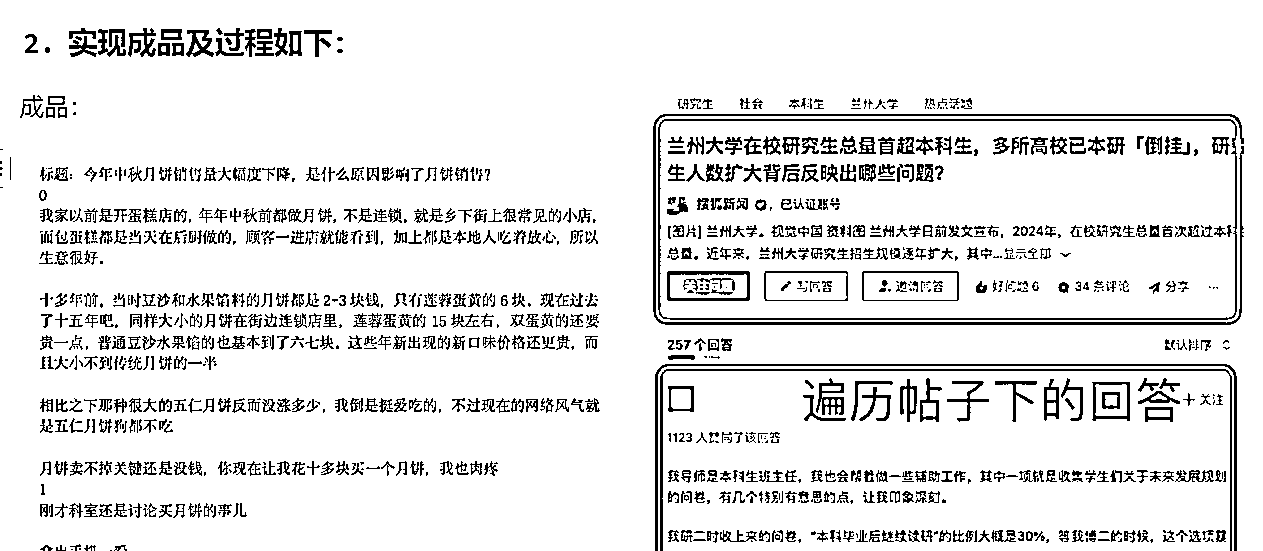 2. 实现成品及过程如下：
成品：
标题：今年中秋月饼销售量大幅度下降，是什么原因影响了月饼销售？
0
我家以前是开蛋糕店的，年年中秋前都做月饼，不是连锁，就是乡下街上很常见的小店，
面包蛋糕都是当天在后厨做的，顾客一进店就能看到，加上都是本地人吃着放心，所以
生意很好。
十多年前，当时豆沙和水果馅料的月饼都是 2-3 块钱，只有莲蓉蛋黄的 6 块。现在过去
了十五年吧，同样大小的月饼在街边连锁店里，莲蓉蛋黄的 15 块左右，双蛋黄的还要
贵一点，普通豆沙水果馅的也基本到了六七块。这些年新出现的新口味价格还更贵，而
且大小不到传统月饼的一半
相比之下那种很大的五仁月饼反而没涨多少，我倒是挺爱吃的，不过现在的网络风气就
是五仁月饼狗都不吃
月饼卖不掉关键还是没钱，你现在让我花十多块买一个月饼，我也肉疼
1
刚才科室还是讨论买月饼的事儿
研究生 社会 本科生 兰州大学 热点话题
兰州大学在校研究生总量首超本科生，多所高校已本研「倒挂」，研究
生人数扩大背后反映出哪些问题？
搜狐新闻，已认证账号
[图片] 兰州大学。视觉中国 资料图 兰州大学日前发文宣布，2024年，在校研究生总量首次超过本科
总量。近年来，兰州大学研究生招生规模逐年扩大，其中...显示全部
关注问题 写回答 邀请回答 好问题 6 34 条评论 分享 ...
257 个回答 默认排序
遍历帖子下的回答 + 关注
1123 人赞同了该回答
我导师是本科生班主任，我也会帮着做一些辅助工作，其中一项就是收集学生们关于未来发展规划
的问卷，有几个特别有意思的点，让我印象深刻。
我研二时收上来的问卷，“本科毕业后继续读研”的比例大概是30%，等我博二的时候，这个选项